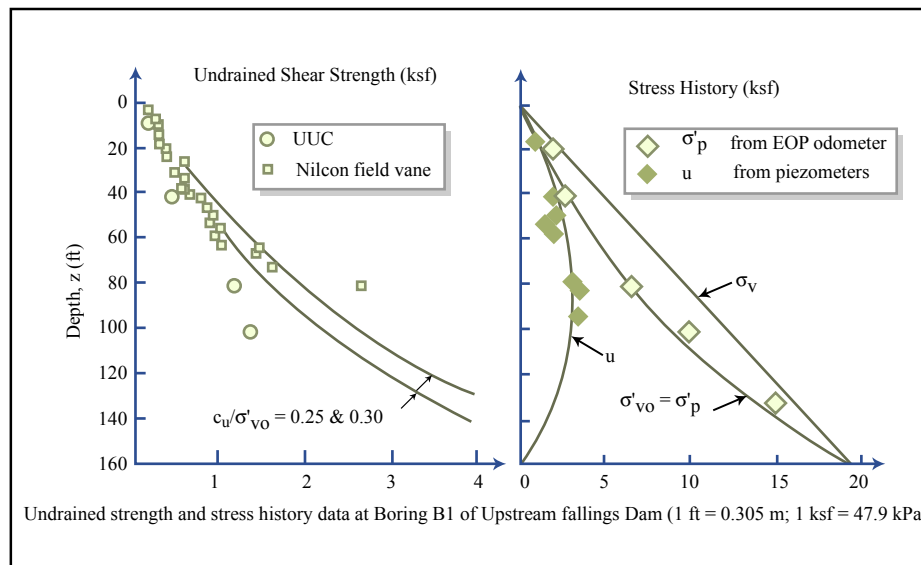 Undrained Shear Strength (ksf)
UUC
Nilcon field vane
Depth, z (ft)
0
20
40
60
80
100
120
140
160
1
2
3
4
cu/σ'vo = 0.25 & 0.30
Stress History (ksf)
σ'p from EOP odometer
u from piezometers
σv
u
σ'vo = σ'p
0
5
10
15
20
Undrained strength and stress history data at Boring B1 of Upstream fallings Dam (1 ft = 0.305 m; 1 ksf = 47.9 kPa